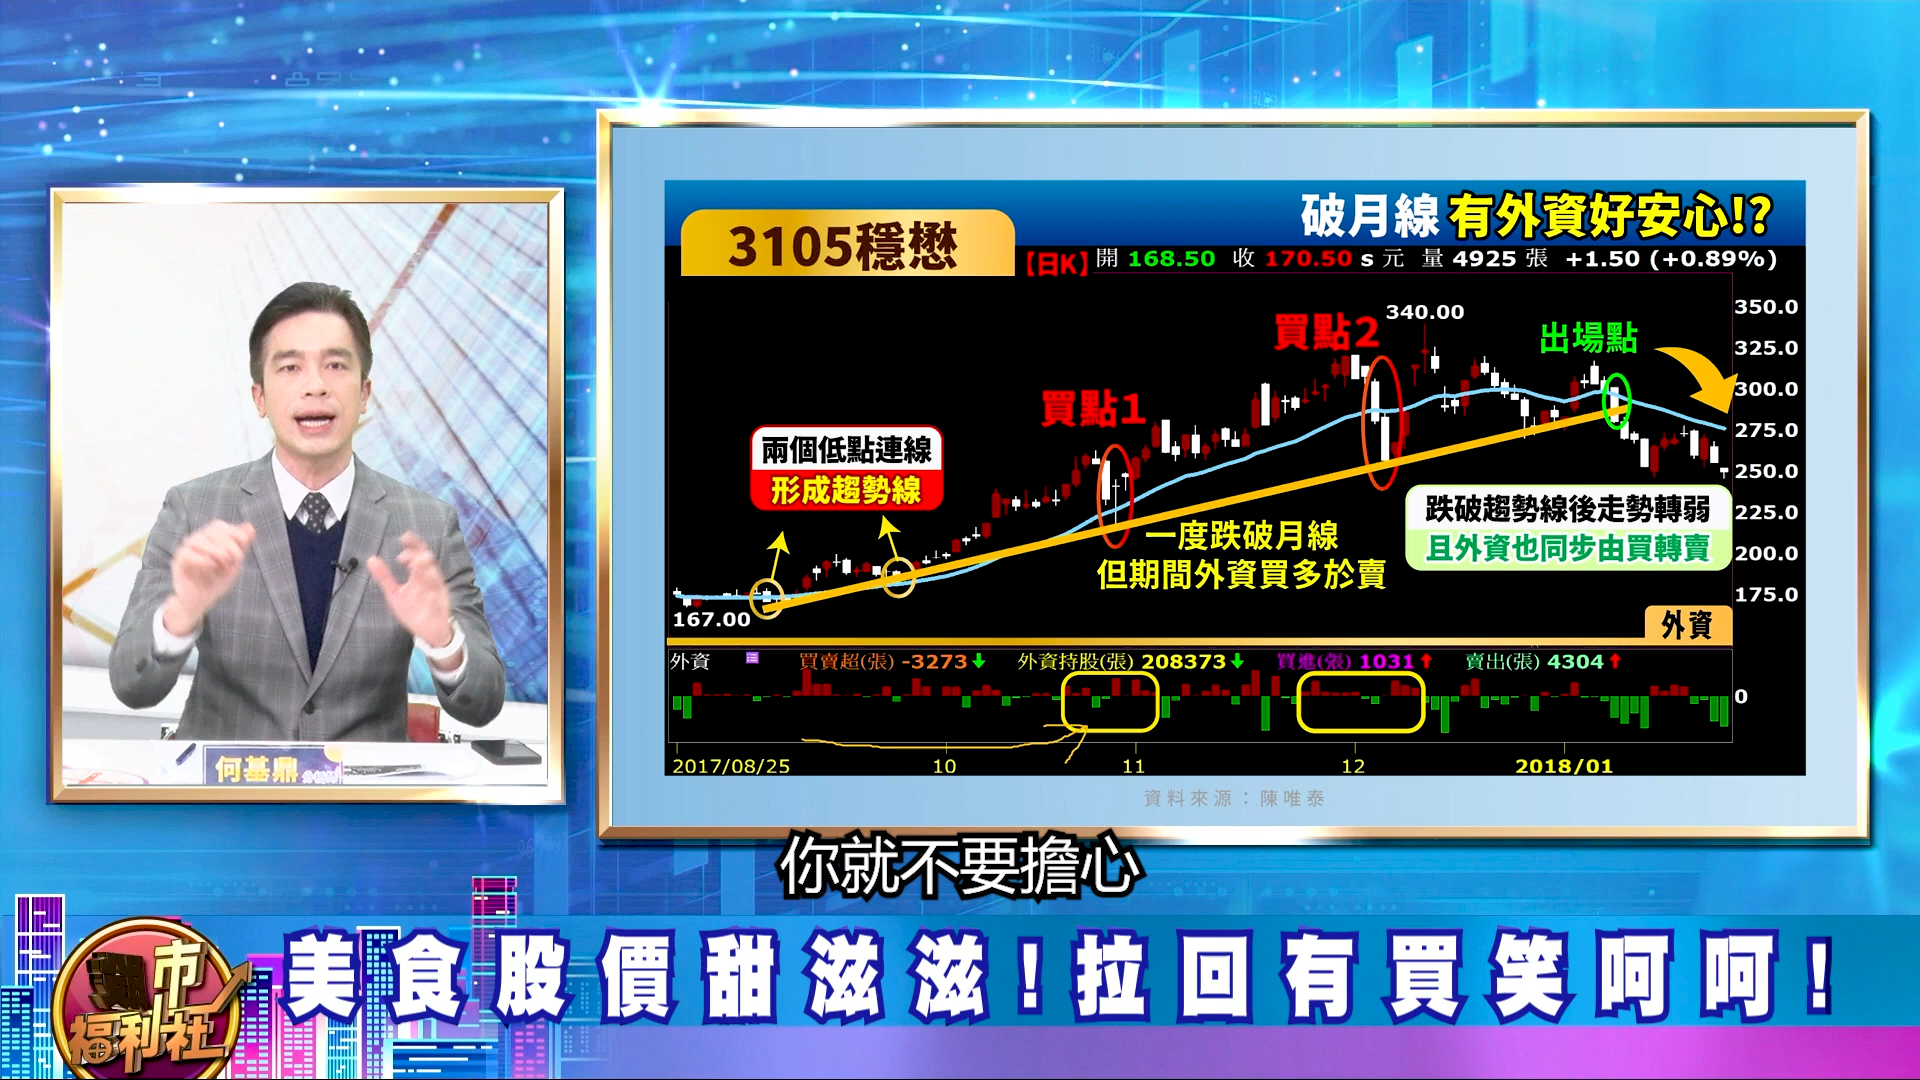 破月線有外資好安心!?
3105穩懋
【日K】開 168.50 收 170.50 s 元 量 4925 張 +1.50 (+0.89%)
340.00
350.0
325.0
300.0
275.0
250.0
225.0
200.0
175.0
買點1
買點2
出場點
兩個低點連線
形成趨勢線
一度跌破月線
但期間外資買多於賣
跌破趨勢線後走勢轉弱
且外資也同步由買轉賣
167.00
外資
外資 買賣超(張) -3273 外資持股(張) 208373 買進(張) 1031 賣出(張) 4304
0
2017/08/25 10 11 12 2018/01
資料來源：陳唯泰
何基鼎
你就不要擔心
美食股價甜滋滋!拉回有買笑呵呵!
市
福利社